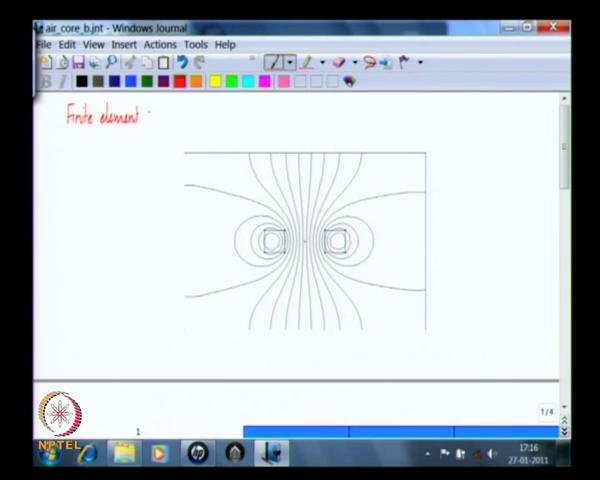 air_core_b.jnt - Windows Journal
File Edit View Insert Actions Tools Help
Finite element
1/4
1
NPTEL
17:16
27-01-2011